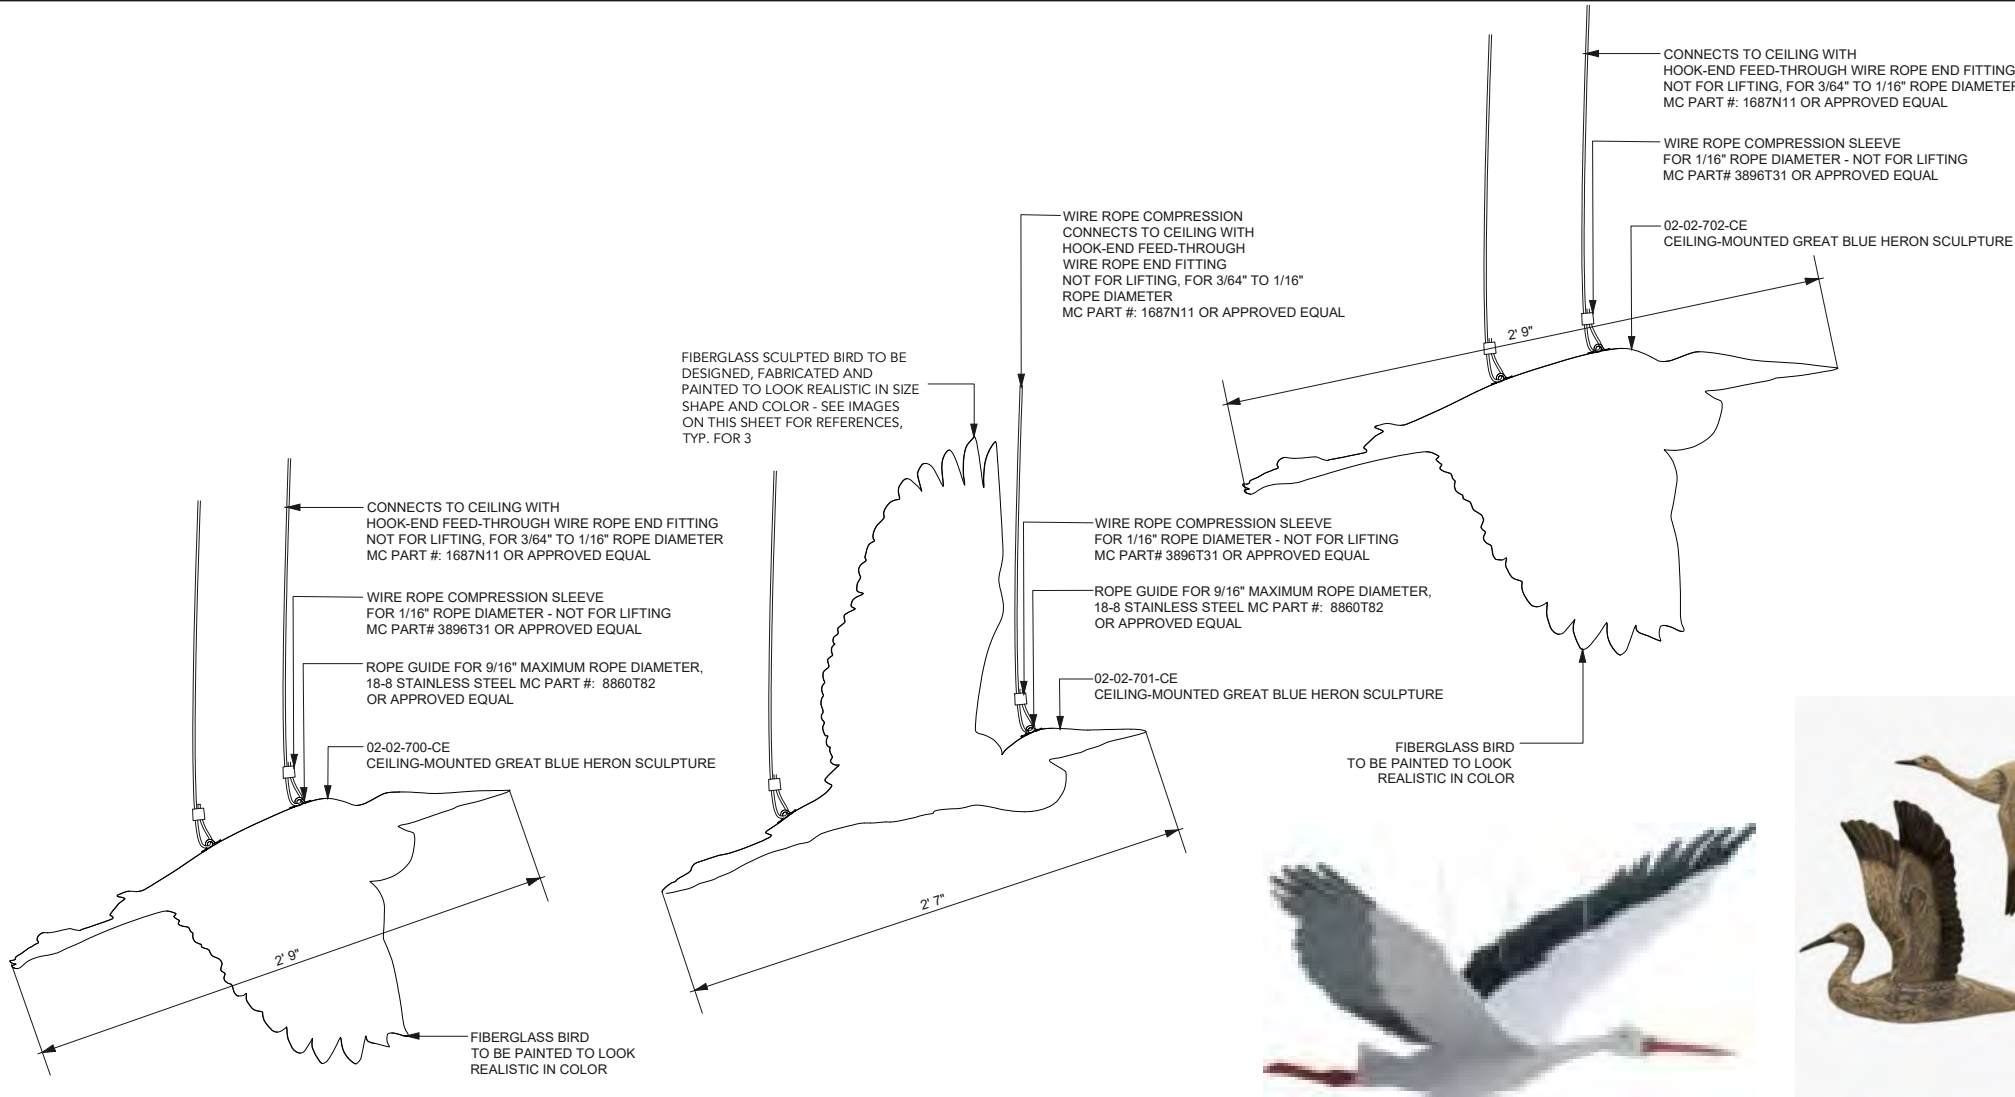 CONNECTS TO CEILING WITH
HOOK-END FEED-THROUGH WIRE ROPE END FITTING
NOT FOR LIFTING, FOR 3/64" TO 1/16" ROPE DIAMETER
MC PART #: 1687N11 OR APPROVED EQUAL
WIRE ROPE COMPRESSION SLEEVE
FOR 1/16" ROPE DIAMETER - NOT FOR LIFTING
MC PART# 3896T31 OR APPROVED EQUAL
ROPE GUIDE FOR 9/16" MAXIMUM ROPE DIAMETER,
18-8 STAINLESS STEEL MC PART #: 8860T82
OR APPROVED EQUAL
02-02-700-CE
CEILING-MOUNTED GREAT BLUE HERON SCULPTURE
2' 9"
FIBERGLASS BIRD
TO BE PAINTED TO LOOK
REALISTIC IN COLOR
FIBERGLASS SCULPTED BIRD TO BE
DESIGNED, FABRICATED AND
PAINTED TO LOOK REALISTIC IN SIZE
SHAPE AND COLOR - SEE IMAGES
ON THIS SHEET FOR REFERENCES,
TYP. FOR 3
WIRE ROPE COMPRESSION
CONNECTS TO CEILING WITH
HOOK-END FEED-THROUGH
WIRE ROPE END FITTING
NOT FOR LIFTING, FOR 3/64" TO 1/16"
ROPE DIAMETER
MC PART #: 1687N11 OR APPROVED EQUAL
WIRE ROPE COMPRESSION SLEEVE
FOR 1/16" ROPE DIAMETER - NOT FOR LIFTING
MC PART# 3896T31 OR APPROVED EQUAL
ROPE GUIDE FOR 9/16" MAXIMUM ROPE DIAMETER,
18-8 STAINLESS STEEL MC PART #: 8860T82
OR APPROVED EQUAL
02-02-701-CE
CEILING-MOUNTED GREAT BLUE HERON SCULPTURE
2' 7"
CONNECTS TO CEILING WITH
HOOK-END FEED-THROUGH WIRE ROPE END FITTING
NOT FOR LIFTING, FOR 3/64" TO 1/16" ROPE DIAMETER
MC PART #: 1687N11 OR APPROVED EQUAL
WIRE ROPE COMPRESSION SLEEVE
FOR 1/16" ROPE DIAMETER - NOT FOR LIFTING
MC PART# 3896T31 OR APPROVED EQUAL
02-02-702-CE
CEILING-MOUNTED GREAT BLUE HERON SCULPTURE
2' 9"
FIBERGLASS BIRD
TO BE PAINTED TO LOOK
REALISTIC IN COLOR